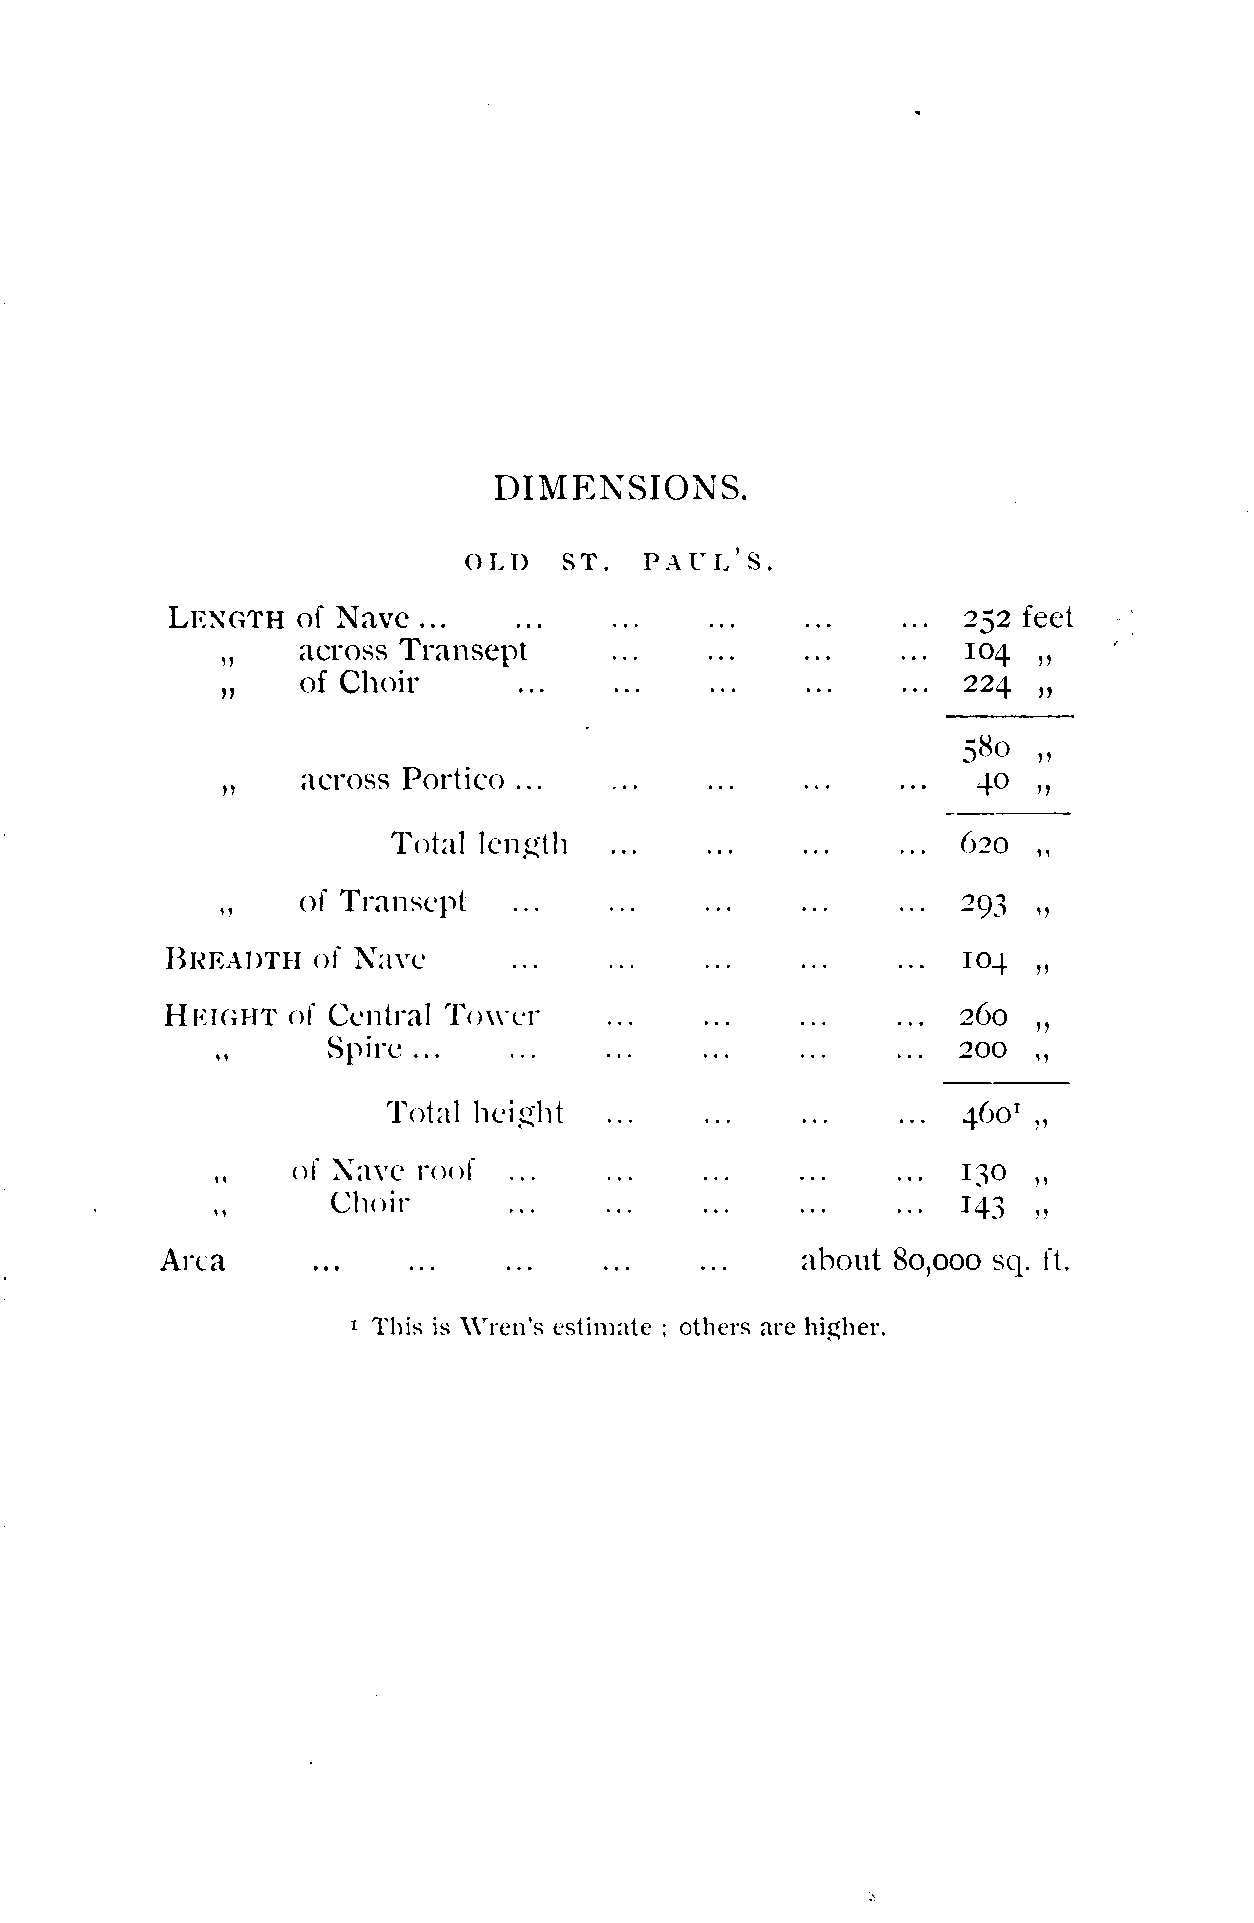 DIMENSIONS.
OLD ST. PAUL'S.
LENGTH of Nave ... ... ... ... ... ... 252 feet
„ across Transept ... ... ... ... 104 „
„ of Choir ... ... ... ... ... 224 „
580 „
„ across Portico ... ... ... ... ... 40 „
Total length ... ... ... ... 620 „
„ of Transept ... ... ... ... ... 293 „
BREADTH of Nave ... ... ... ... ... 104 „
HEIGHT of Central Tower ... ... ... ... 260 „
„ Spire ... ... ... ... ... ... 200 „
Total height ... ... ... ... 460¹ „
„ of Nave roof ... ... ... ... ... 130 „
„ Choir ... ... ... ... ... 143 „
Area ... ... ... ... ... about 80,000 sq. ft.
¹ This is Wren's estimate ; others are higher.